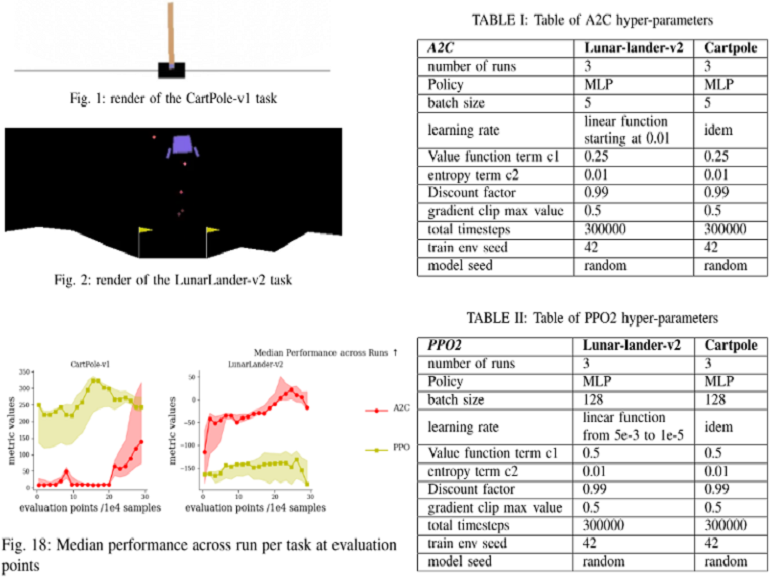 Fig. 1: render of the CartPole-v1 task
Fig. 2: render of the LunarLander-v2 task
Median Performance across Runs ↑
CartPole-v1
LunarLander-v2
metric values
350
300
250
200
150
100
50
0
0
10
20
30
evaluation points /1e4 samples
metric values
50
0
−50
−100
−150
0
10
20
30
evaluation points /1e4 samples
A2C
PPO
Fig. 18: Median performance across run per task at evaluation
points
TABLE I: Table of A2C hyper-parameters
A2C Lunar-lander-v2 Cartpole
number of runs 3 3
Policy MLP MLP
batch size 5 5
learning rate linear function starting at 0.01 idem
Value function term c1 0.25 0.25
entropy term c2 0.01 0.01
Discount factor 0.99 0.99
gradient clip max value 0.5 0.5
total timesteps 300000 300000
train env seed 42 42
model seed random random
TABLE II: Table of PPO2 hyper-parameters
PPO2 Lunar-lander-v2 Cartpole
number of runs 3 3
Policy MLP MLP
batch size 128 128
learning rate linear function from 5e-3 to 1e-5 idem
Value function term c1 0.5 0.5
entropy term c2 0.01 0.01
Discount factor 0.99 0.99
gradient clip max value 0.5 0.5
total timesteps 300000 300000
train env seed 42 42
model seed random random